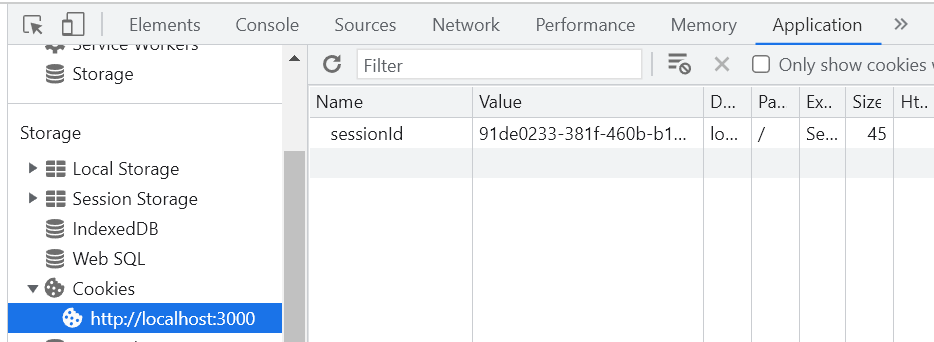 Elements Console Sources Network Performance Memory Application »
Service Workers
Storage
Filter
Only show cookies
Name Value D... Pa.. Ex... Size Ht..
sessionId 91de0233-381f-460b-b1... lo... / Se... 45
Storage
Local Storage
Session Storage
IndexedDB
Web SQL
Cookies
http://localhost:3000